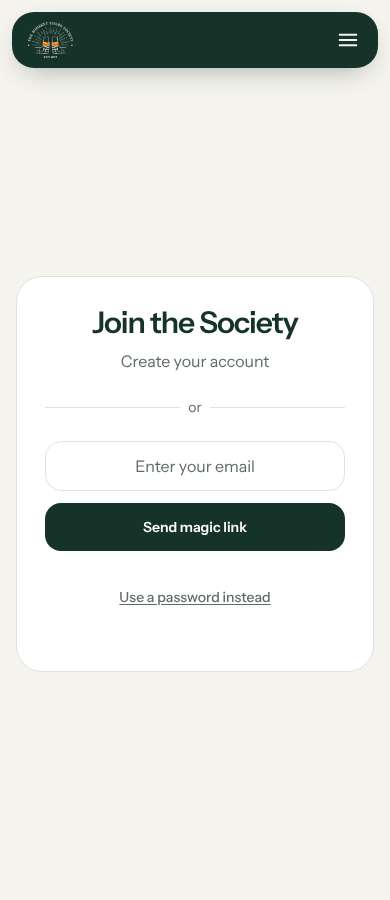 Join the Society
Create your account
or
Enter your email
Send magic link
Use a password instead